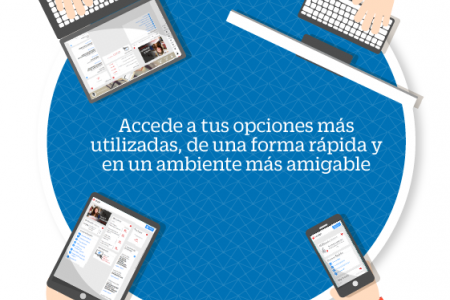 Accede a tus opciones más
utilizadas, de una forma rápida y
en un ambiente más amigable